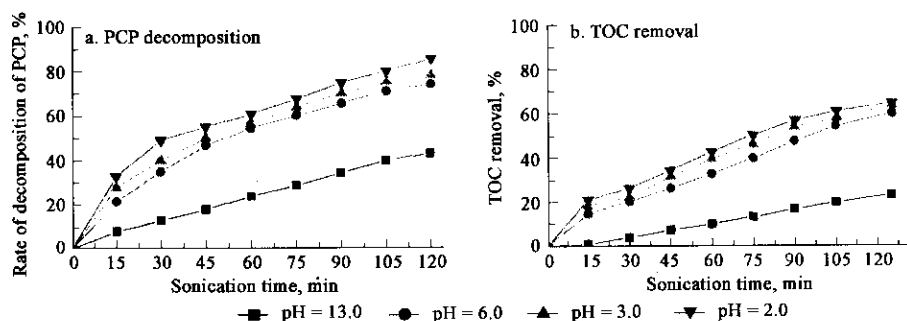 a. PCP decomposition
Rate of decomposition of PCP, %
80
60
40
20
0
0 15 30 45 60 75 90 105 120
Sonication time, min
b. TOC removal
TOC removal, %
100
80
60
40
20
0
0 15 30 45 60 75 90 105 120
Sonication time, min
pH = 13.0 pH = 6.0 pH = 3.0 pH = 2.0